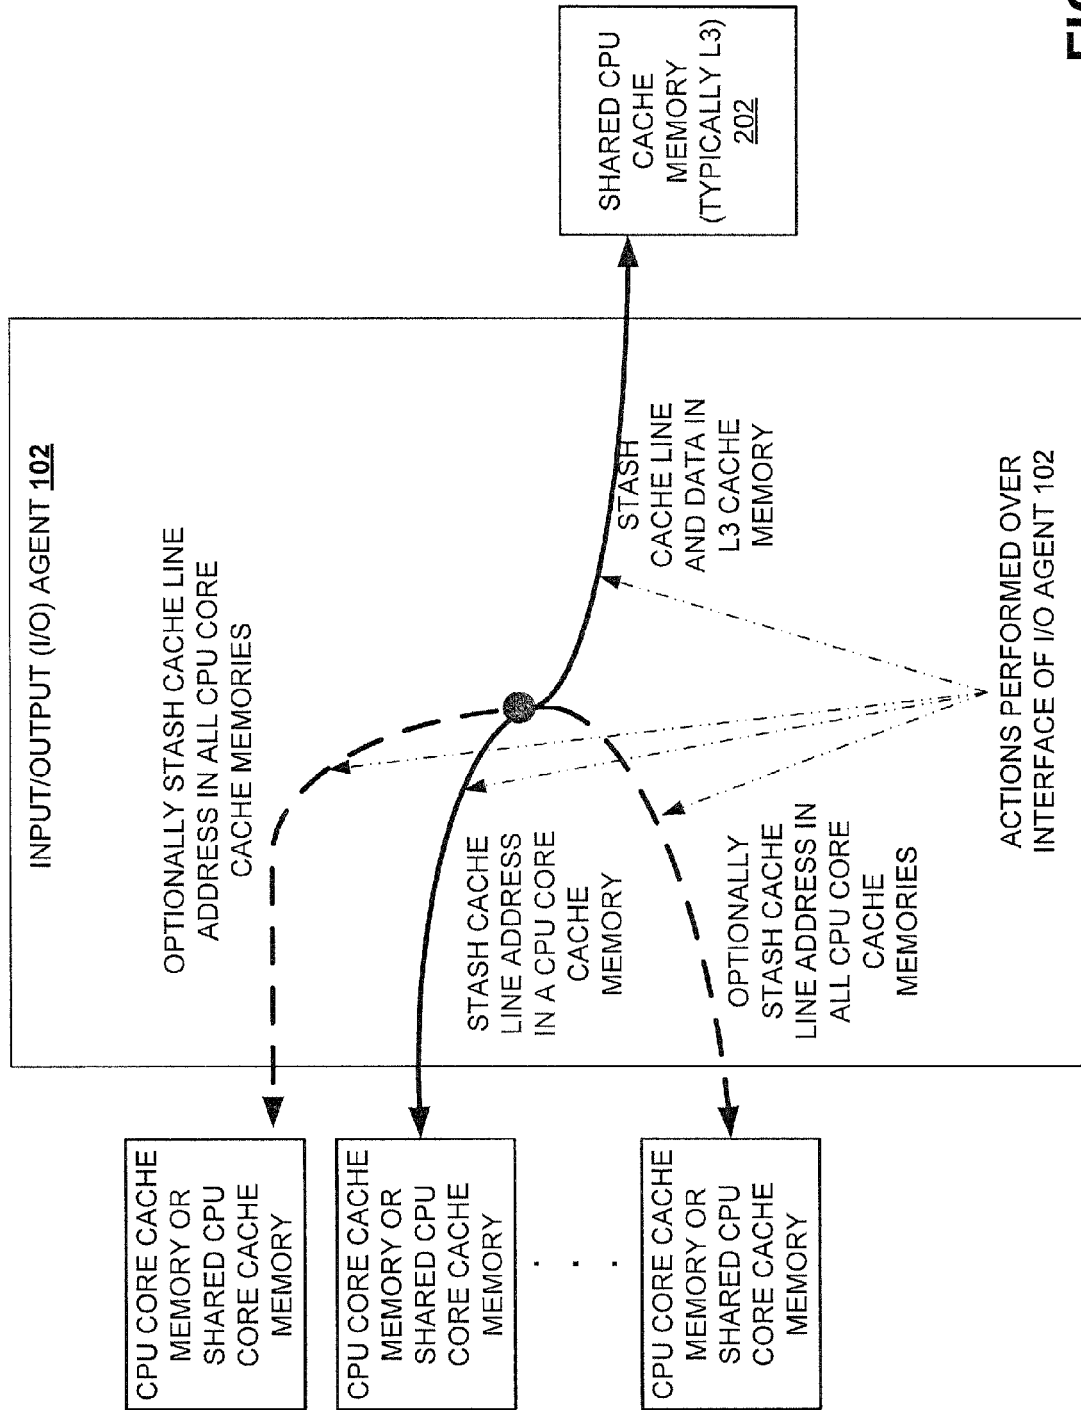 FIG
INPUT/OUTPUT (I/O) AGENT 102
OPTIONALLY STASH CACHE LINE
ADDRESS IN ALL CPU CORE
CACHE MEMORIES
CPU CORE CACHE
MEMORY OR
SHARED CPU
CORE CACHE
MEMORY
CPU CORE CACHE
MEMORY OR
SHARED CPU
CORE CACHE
MEMORY
. . .
CPU CORE CACHE
MEMORY OR
SHARED CPU
CORE CACHE
MEMORY
STASH CACHE
LINE ADDRESS
IN A CPU CORE
CACHE
MEMORY
OPTIONALLY
STASH CACHE
LINE ADDRESS IN
ALL CPU CORE
CACHE
MEMORIES
STASH
CACHE LINE
AND DATA IN
L3 CACHE
MEMORY
SHARED CPU
CACHE
MEMORY
(TYPICALLY L3)
202
ACTIONS PERFORMED OVER
INTERFACE OF I/O AGENT 102